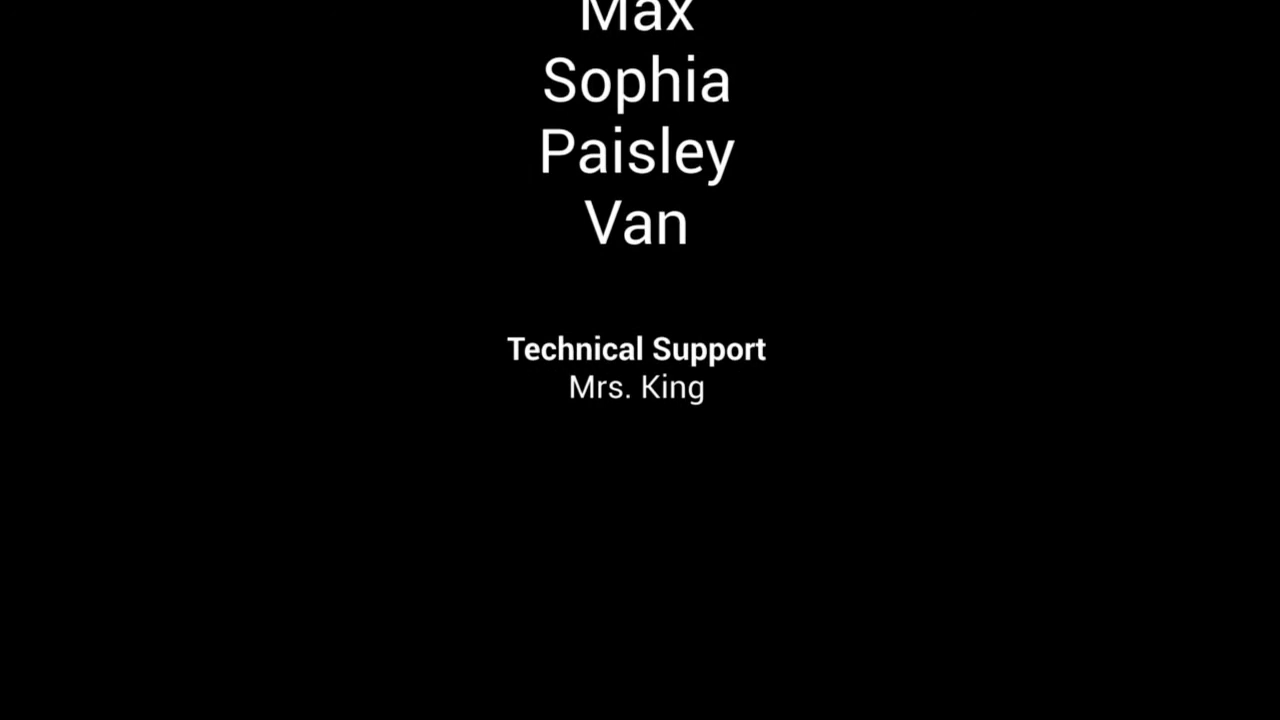 Max
Sophia
Paisley
Van
Technical Support
Mrs. King